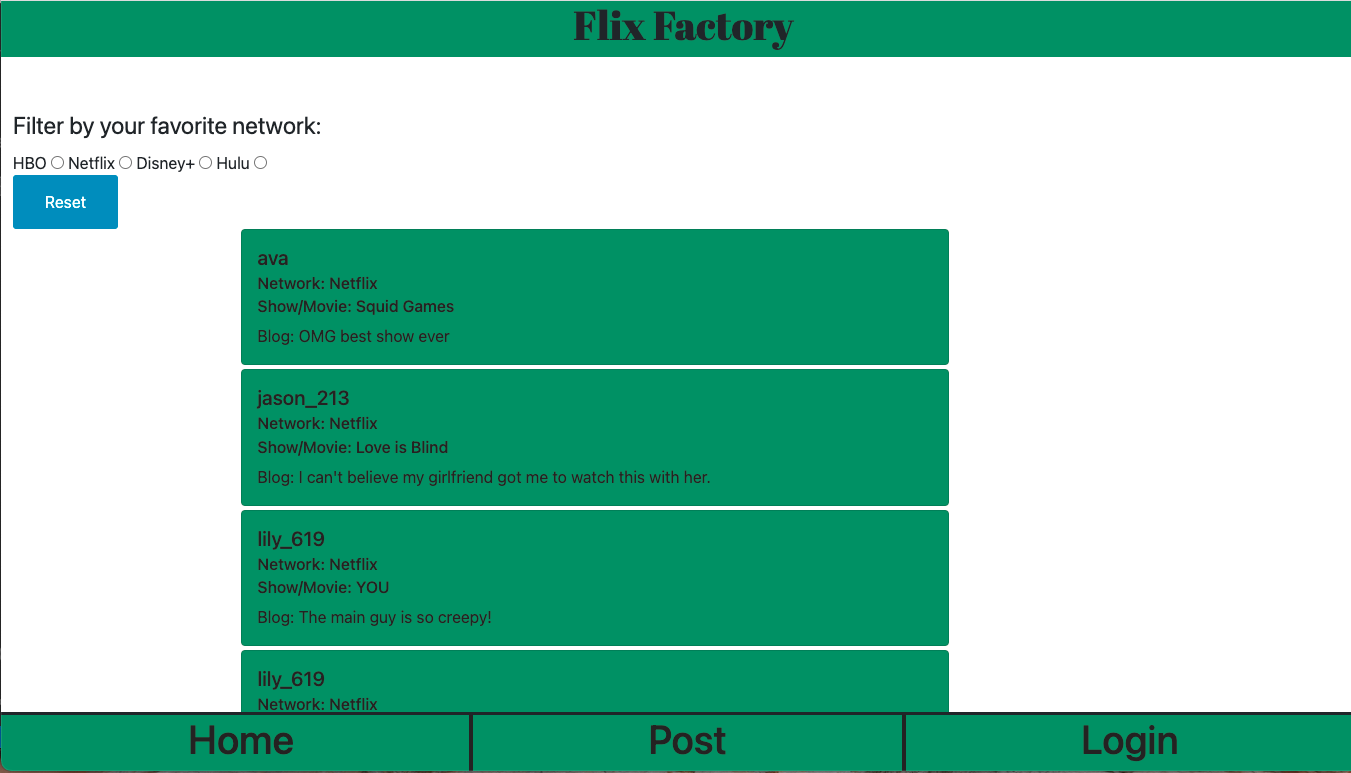 Flix Factory
Filter by your favorite network:
HBO Netflix Disney+ Hulu
Reset
ava
Network: Netflix
Show/Movie: Squid Games
Blog: OMG best show ever
jason_213
Network: Netflix
Show/Movie: Love is Blind
Blog: I can't believe my girlfriend got me to watch this with her.
lily_619
Network: Netflix
Show/Movie: YOU
Blog: The main guy is so creepy!
lily_619
Network: Netflix
Home Post Login